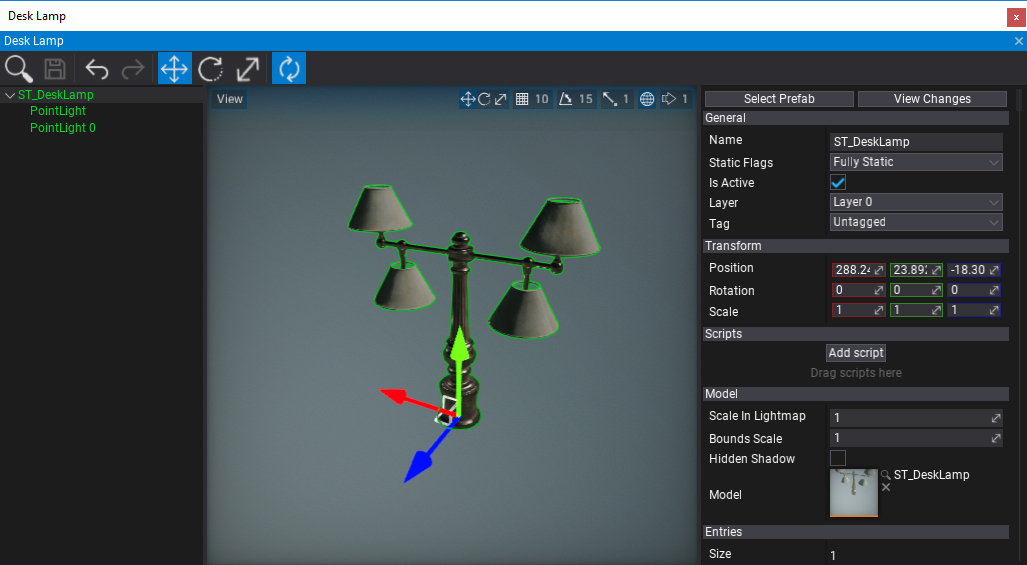 Desk Lamp
x
Desk Lamp
ST_DeskLamp
PointLight
PointLight 0
View
10
15
1
1
Select Prefab
View Changes
General
Name
ST_DeskLamp
Static Flags
Fully Static
Is Active
Layer
Layer 0
Tag
Untagged
Transform
Position
288.24 23.892 -18.30
Rotation
0 0 0
Scale
1 1 1
Scripts
Add script
Drag scripts here
Model
Scale In Lightmap
1
Bounds Scale
1
Hidden Shadow
Model
ST_DeskLamp
Entries
Size
1